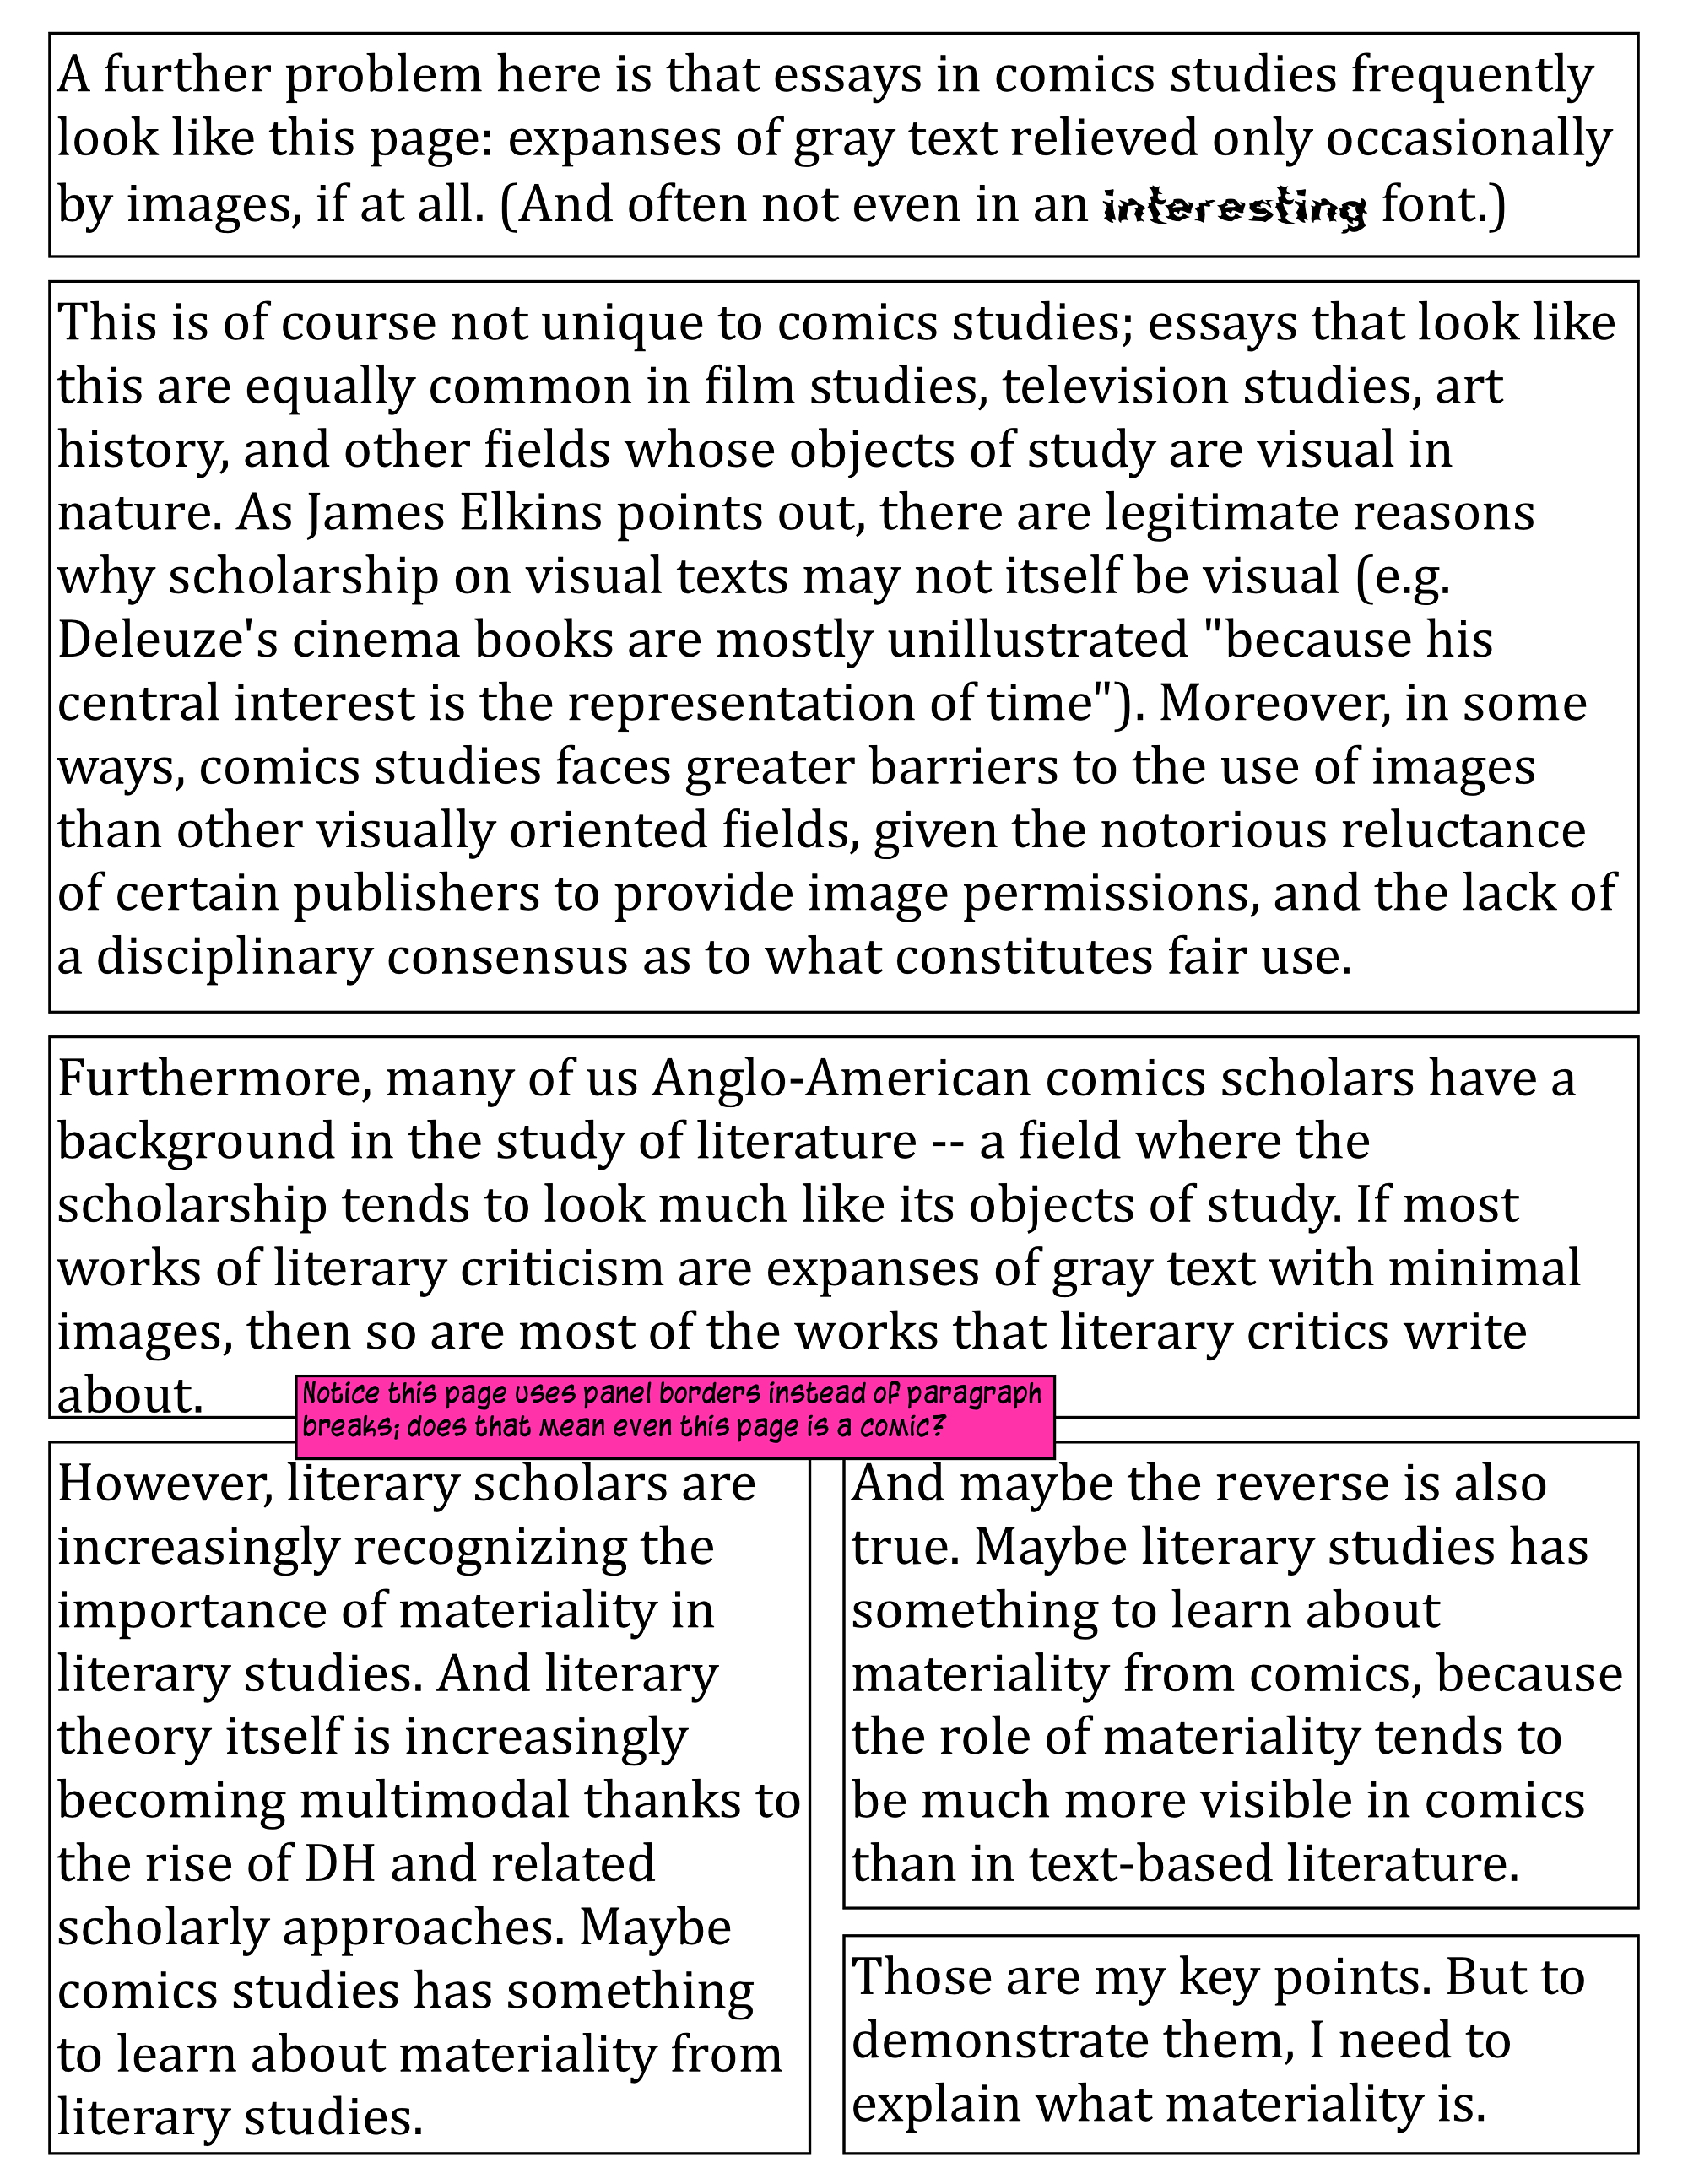 A further problem here is that essays in comics studies frequently
look like this page: expanses of gray text relieved only occasionally
by images, if at all. (And often not even in an interesting font.)
This is of course not unique to comics studies; essays that look like
this are equally common in film studies, television studies, art
history, and other fields whose objects of study are visual in
nature. As James Elkins points out, there are legitimate reasons
why scholarship on visual texts may not itself be visual (e.g.
Deleuze's cinema books are mostly unillustrated "because his
central interest is the representation of time"). Moreover, in some
ways, comics studies faces greater barriers to the use of images
than other visually oriented fields, given the notorious reluctance
of certain publishers to provide image permissions, and the lack of
a disciplinary consensus as to what constitutes fair use.
Furthermore, many of us Anglo-American comics scholars have a
background in the study of literature -- a field where the
scholarship tends to look much like its objects of study. If most
works of literary criticism are expanses of gray text with minimal
images, then so are most of the works that literary critics write
about.
Notice this page uses panel borders instead of paragraph
breaks; does that mean even this page is a comic?
However, literary scholars are
increasingly recognizing the
importance of materiality in
literary studies. And literary
theory itself is increasingly
becoming multimodal thanks to
the rise of DH and related
scholarly approaches. Maybe
comics studies has something
to learn about materiality from
literary studies.
And maybe the reverse is also
true. Maybe literary studies has
something to learn about
materiality from comics, because
the role of materiality tends to
be much more visible in comics
than in text-based literature.
Those are my key points. But to
demonstrate them, I need to
explain what materiality is.